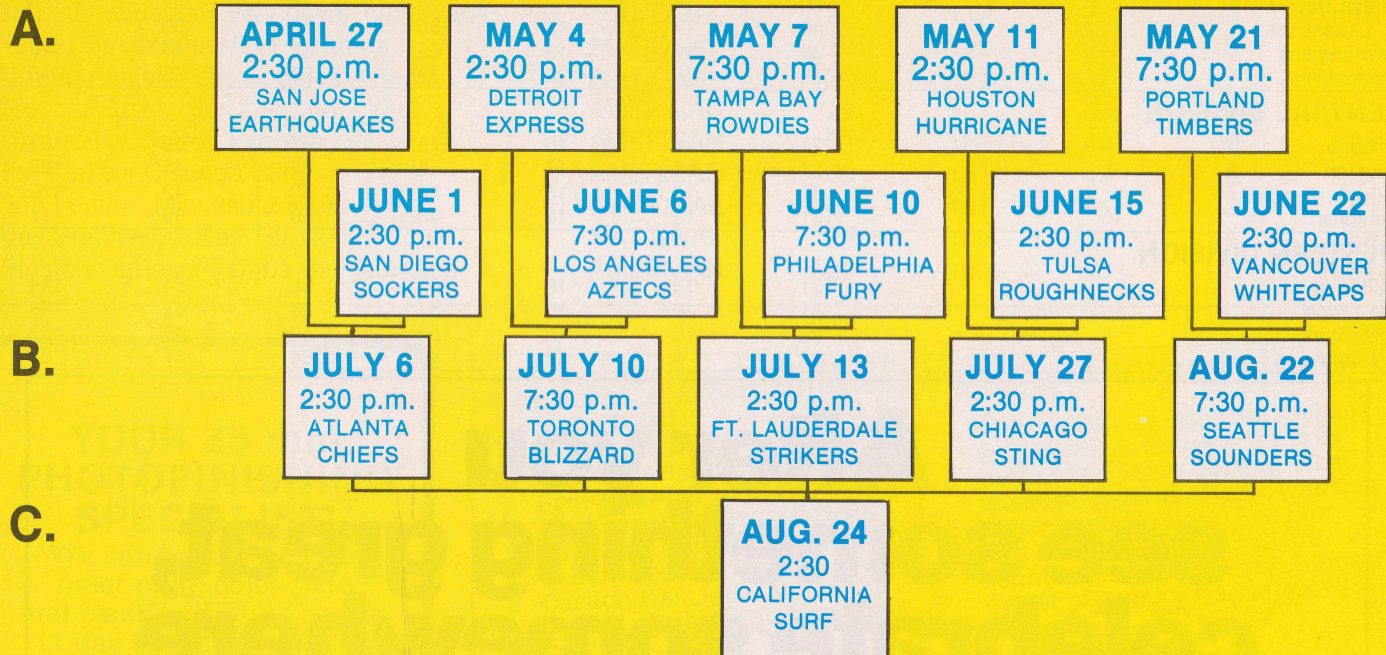 A.
APRIL 27
2:30 p.m.
SAN JOSE
EARTHQUAKES
MAY 4
2:30 p.m.
DETROIT
EXPRESS
MAY 7
7:30 p.m.
TAMPA BAY
ROWDIES
MAY 11
2:30 p.m.
HOUSTON
HURRICANE
MAY 21
7:30 p.m.
PORTLAND
TIMBERS
JUNE 1
2:30 p.m.
SAN DIEGO
SOCKERS
JUNE 6
7:30 p.m.
LOS ANGELES
AZTECS
JUNE 10
7:30 p.m.
PHILADELPHIA
FURY
JUNE 15
2:30 p.m.
TULSA
ROUGHNECKS
JUNE 22
2:30 p.m.
VANCOUVER
WHITECAPS
B.
JULY 6
2:30 p.m.
ATLANTA
CHIEFS
JULY 10
7:30 p.m.
TORONTO
BLIZZARD
JULY 13
2:30 p.m.
FT. LAUDERDALE
STRIKERS
JULY 27
2:30 p.m.
CHIACAGO
STING
AUG. 22
7:30 p.m.
SEATTLE
SOUNDERS
C.
AUG. 24
2:30
CALIFORNIA
SURF